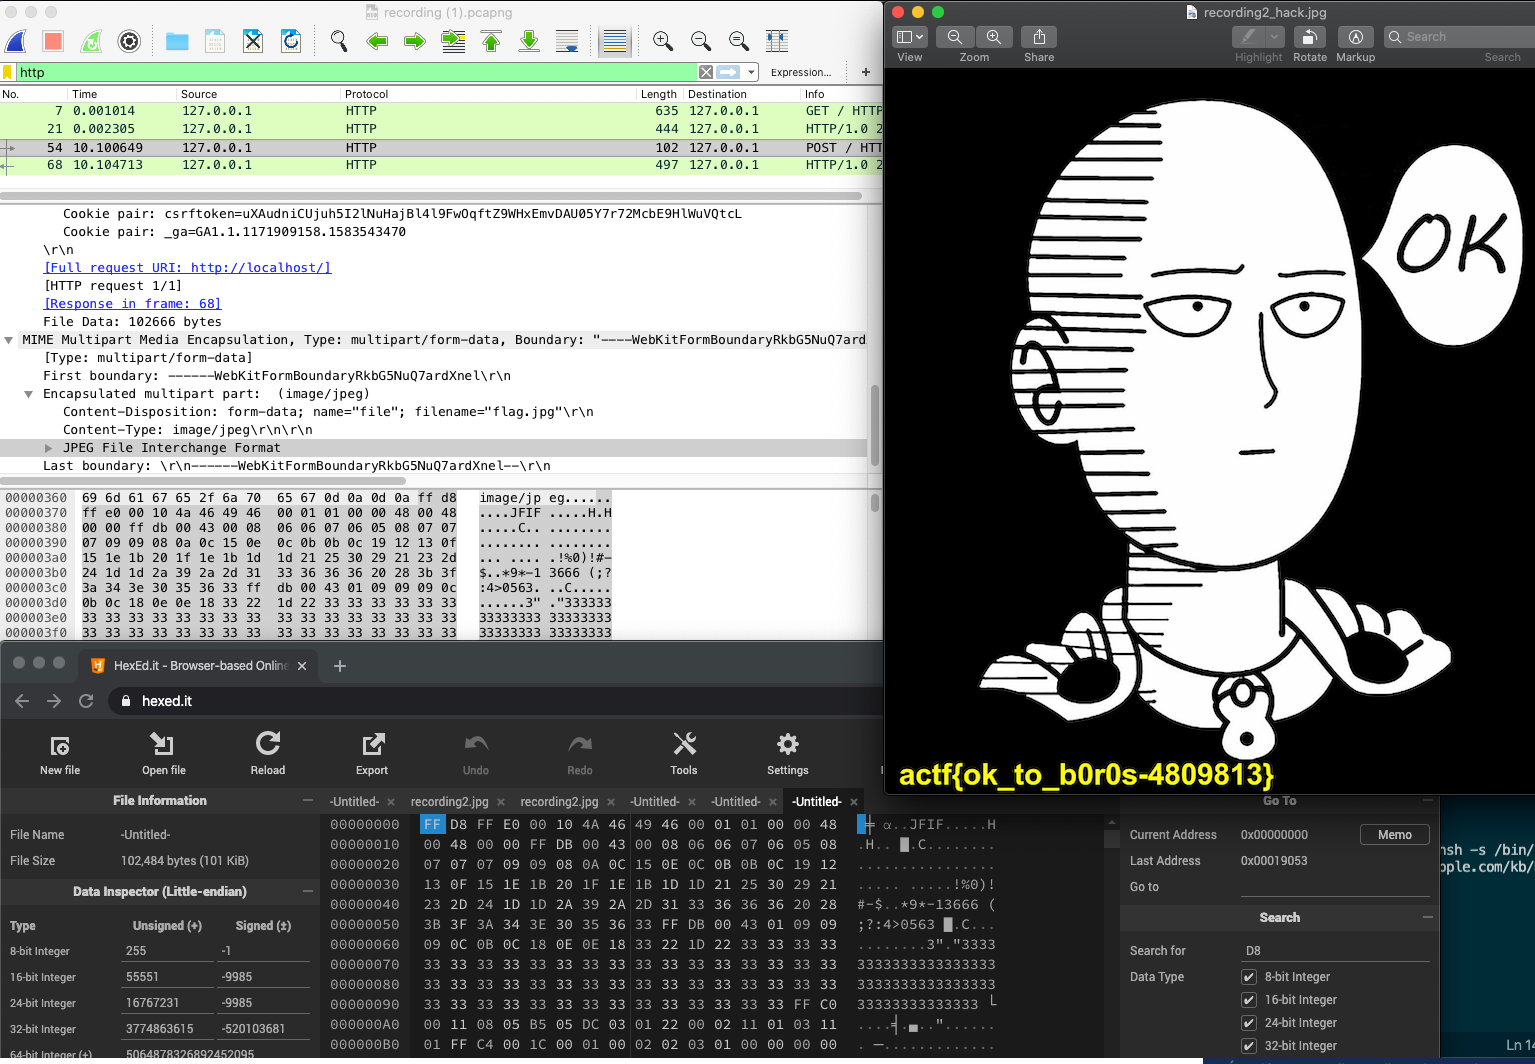 recording (1).pcapng
http
Expression...
+
No. Time Source Protocol Length Destination Info
7 0.001014 127.0.0.1 HTTP 635 127.0.0.1 GET / HTTP
21 0.002305 127.0.0.1 HTTP 444 127.0.0.1 HTTP/1.0 2
54 10.100649 127.0.0.1 HTTP 102 127.0.0.1 POST / HTT
68 10.104713 127.0.0.1 HTTP 497 127.0.0.1 HTTP/1.0 2
Cookie pair: csrftoken=uXAudniCUjuh5I2lNuHajBl4l9FwOqftZ9WHxEmvDAU05Y7r72McbE9HlWuVQtcL
Cookie pair: _ga=GA1.1.1171909158.1583543470
\r\n
[Full request URI: http://localhost/]
[HTTP request 1/1]
[Response in frame: 68]
File Data: 102666 bytes
MIME Multipart Media Encapsulation, Type: multipart/form-data, Boundary: "----WebKitFormBoundaryRkbG5NuQ7ard
[Type: multipart/form-data]
First boundary: ------WebKitFormBoundaryRkbG5NuQ7ardXnel\r\n
Encapsulated multipart part: (image/jpeg)
Content-Disposition: form-data; name="file"; filename="flag.jpg"\r\n
Content-Type: image/jpeg\r\n\r\n
JPEG File Interchange Format
Last boundary: \r\n------WebKitFormBoundaryRkbG5NuQ7ardXnel--\r\n
00000360 69 6d 61 67 65 2f 6a 70 65 67 0d 0a 0d 0a ff d8 image/jp eg......
00000370 ff e0 00 10 4a 46 49 46 00 01 01 00 00 48 00 48 ....JFIF .....H.H
00000380 00 00 ff db 00 43 00 08 06 06 07 06 05 08 07 07 .....C.. ........
00000390 07 09 09 08 0a 0c 15 0e 0c 0b 0b 0c 19 12 13 0f ........ ........
000003a0 15 1e 1b 20 1f 1e 1b 1d 1d 21 25 30 29 21 23 2d ... .... .!%0)!#-
000003b0 24 1d 1d 2a 39 2a 2d 31 33 36 36 36 20 28 3b 3f $..*9*-1 3666 (;?
000003c0 3a 34 3e 30 35 36 33 ff db 00 43 01 09 09 09 0c :4>0563. ..C.....
000003d0 0b 0c 18 0e 0e 18 33 22 1d 22 33 33 33 33 33 33 ......3" ."333333
000003e0 33 33 33 33 33 33 33 33 33 33 33 33 33 33 33 33 33333333 33333333
000003f0 33 33 33 33 33 33 33 33 33 33 33 33 33 33 33 33 33333333 33333333
recording2_hack.jpg
Search
View Zoom Share Highlight Rotate Markup Search
OK
actf{ok_to_b0r0s-4809813}
HexEd.it - Browser-based Online
hexed.it
New file Open file Reload Export Undo Redo Tools Settings
File Information
File Name -Untitled-
File Size 102,484 bytes (101 KiB)
Data Inspector (Little-endian)
Type Unsigned (+) Signed (±)
8-bit Integer 255 -1
16-bit Integer 55551 -9985
24-bit Integer 16767231 -9985
32-bit Integer 3774863615 -520103681
64-bit Integer (+) 5064878326892452095
-Untitled- recording2.jpg recording2.jpg -Untitled- -Untitled- -Untitled-
00000000 FF D8 FF E0 00 10 4A 46 49 46 00 01 01 00 00 48 ╪ α..JFIF.....H
00000010 00 48 00 00 FF DB 00 43 00 08 06 06 07 06 05 08 .H.. █.C........
00000020 07 07 07 09 09 08 0A 0C 15 0E 0C 0B 0B 0C 19 12 ................
00000030 13 0F 15 1E 1B 20 1F 1E 1B 1D 1D 21 25 30 29 21 ..... .....!%0)!
00000040 23 2D 24 1D 1D 2A 39 2A 2D 31 33 36 36 36 20 28 #-$..*9*-13666 (
00000050 3B 3F 3A 34 3E 30 35 36 33 FF DB 00 43 01 09 09 ;?:4>0563 █.C...
00000060 09 0C 0B 0C 18 0E 0E 18 33 22 1D 22 33 33 33 33 ........3"."3333
00000070 33 33 33 33 33 33 33 33 33 33 33 33 33 33 33 33 3333333333333333
00000080 33 33 33 33 33 33 33 33 33 33 33 33 33 33 33 33 3333333333333333
00000090 33 33 33 33 33 33 33 33 33 33 33 33 33 33 FF C0 33333333333333 └
000000A0 00 11 08 05 B5 05 DC 03 01 22 00 02 11 01 03 11 ....╡.▄.."......
000000B0 01 FF C4 00 1C 00 01 00 02 02 03 01 00 00 00 00 . ─.............
Go To
Current Address 0x00000000 Memo
Last Address 0x00019053
Go to
Search
Search for D8
Data Type 8-bit Integer
16-bit Integer
24-bit Integer
32-bit Integer
nsh -s /bin/
pple.com/kb/
Ln 14